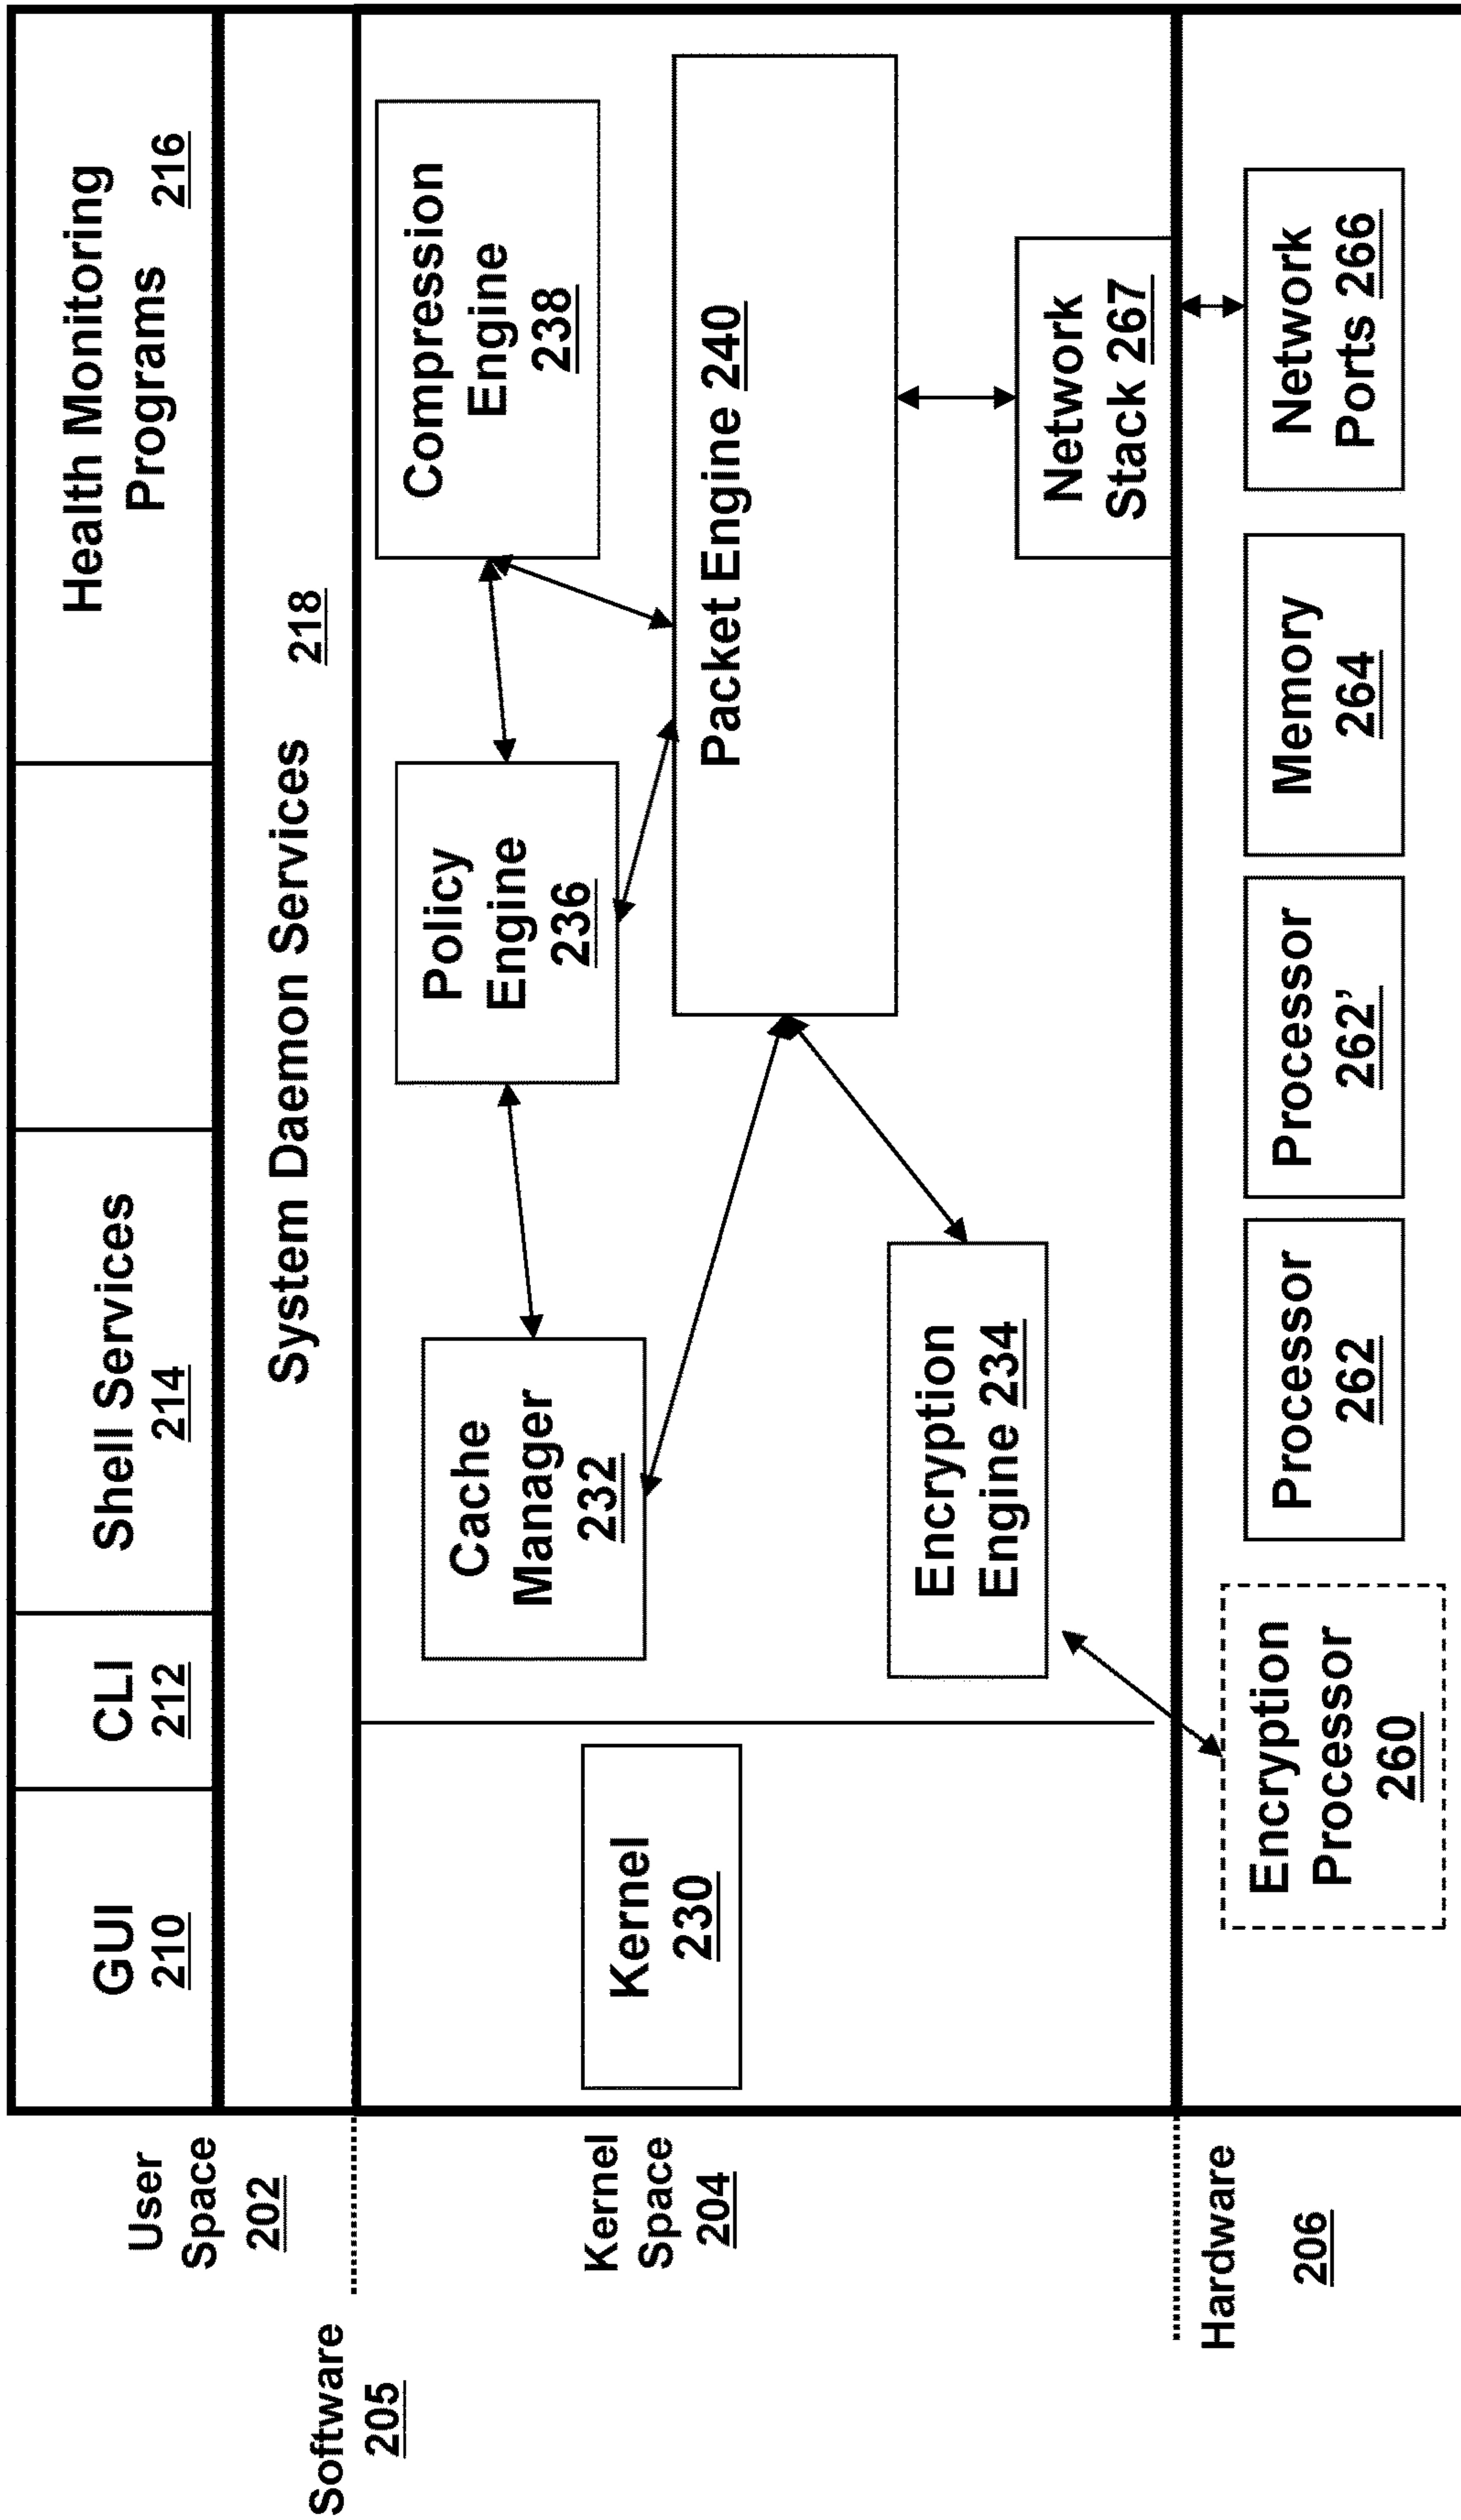 Software
205
User
Space
202
Kernel
Space
204
Hardware
206
GUI
210
CLI
212
Shell Services
214
Health Monitoring
Programs 216
System Daemon Services 218
Kernel
230
Cache
Manager
232
Policy
Engine
236
Compression
Engine
238
Packet Engine 240
Encryption
Engine 234
Network
Stack 267
Encryption
Processor
260
Processor
262
Processor
262’
Memory
264
Network
Ports 266